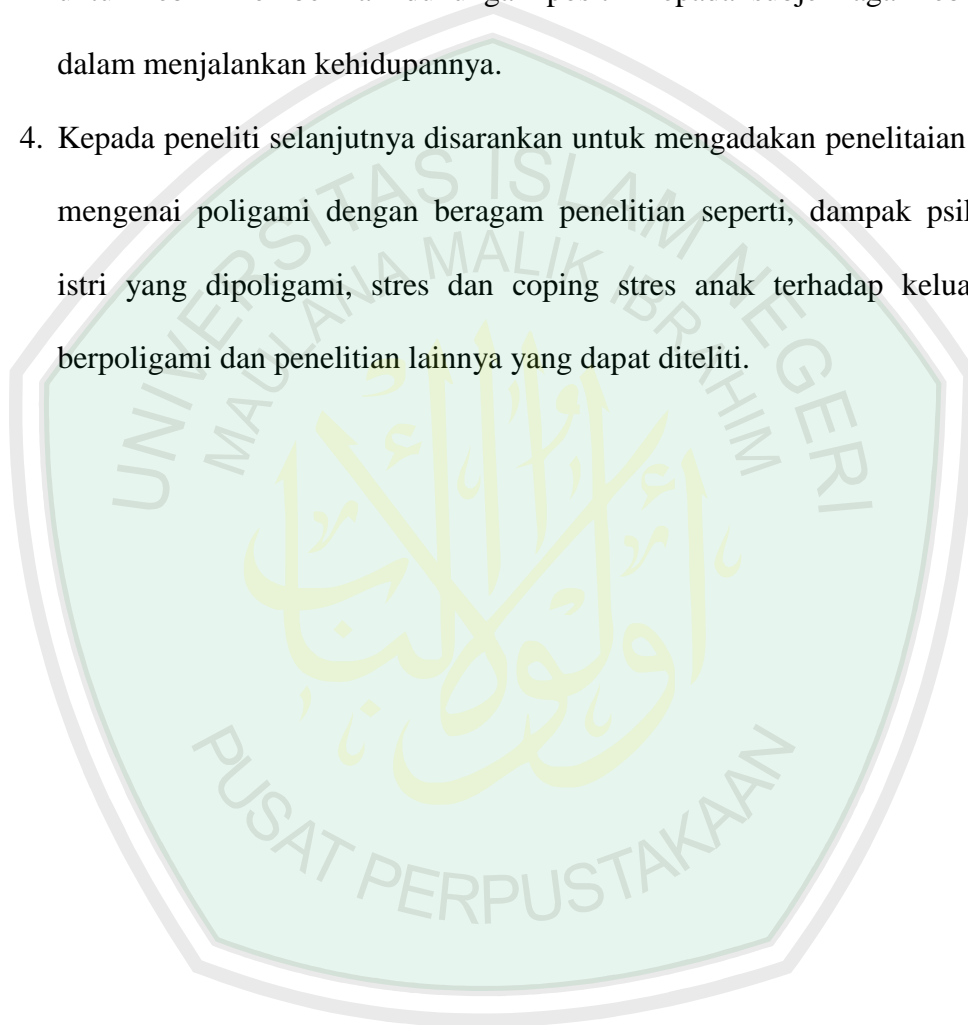 dalam menjalankan kehidupannya.
4. Kepada peneliti selanjutnya disarankan untuk mengadakan penelitaian
mengenai poligami dengan beragam penelitian seperti, dampak
istri yang dipoligami, stres dan coping stres anak terhadap
berpoligami dan penelitian lainnya yang dapat diteliti.
UNIVERSITAS ISLAM NEGERI
MAULANA MALIK IBRAHIM
PUSAT PERPUSTAKAAN